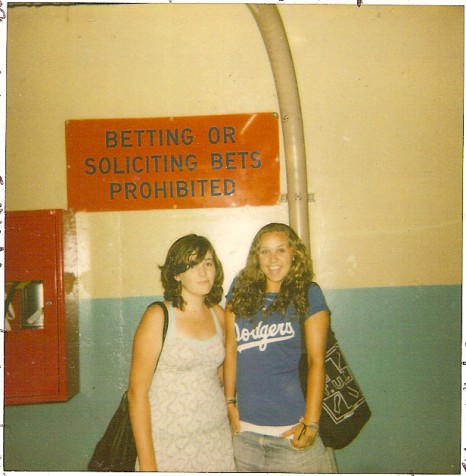 BETTING OR
SOLICITING BETS
PROHIBITED
Dodgers